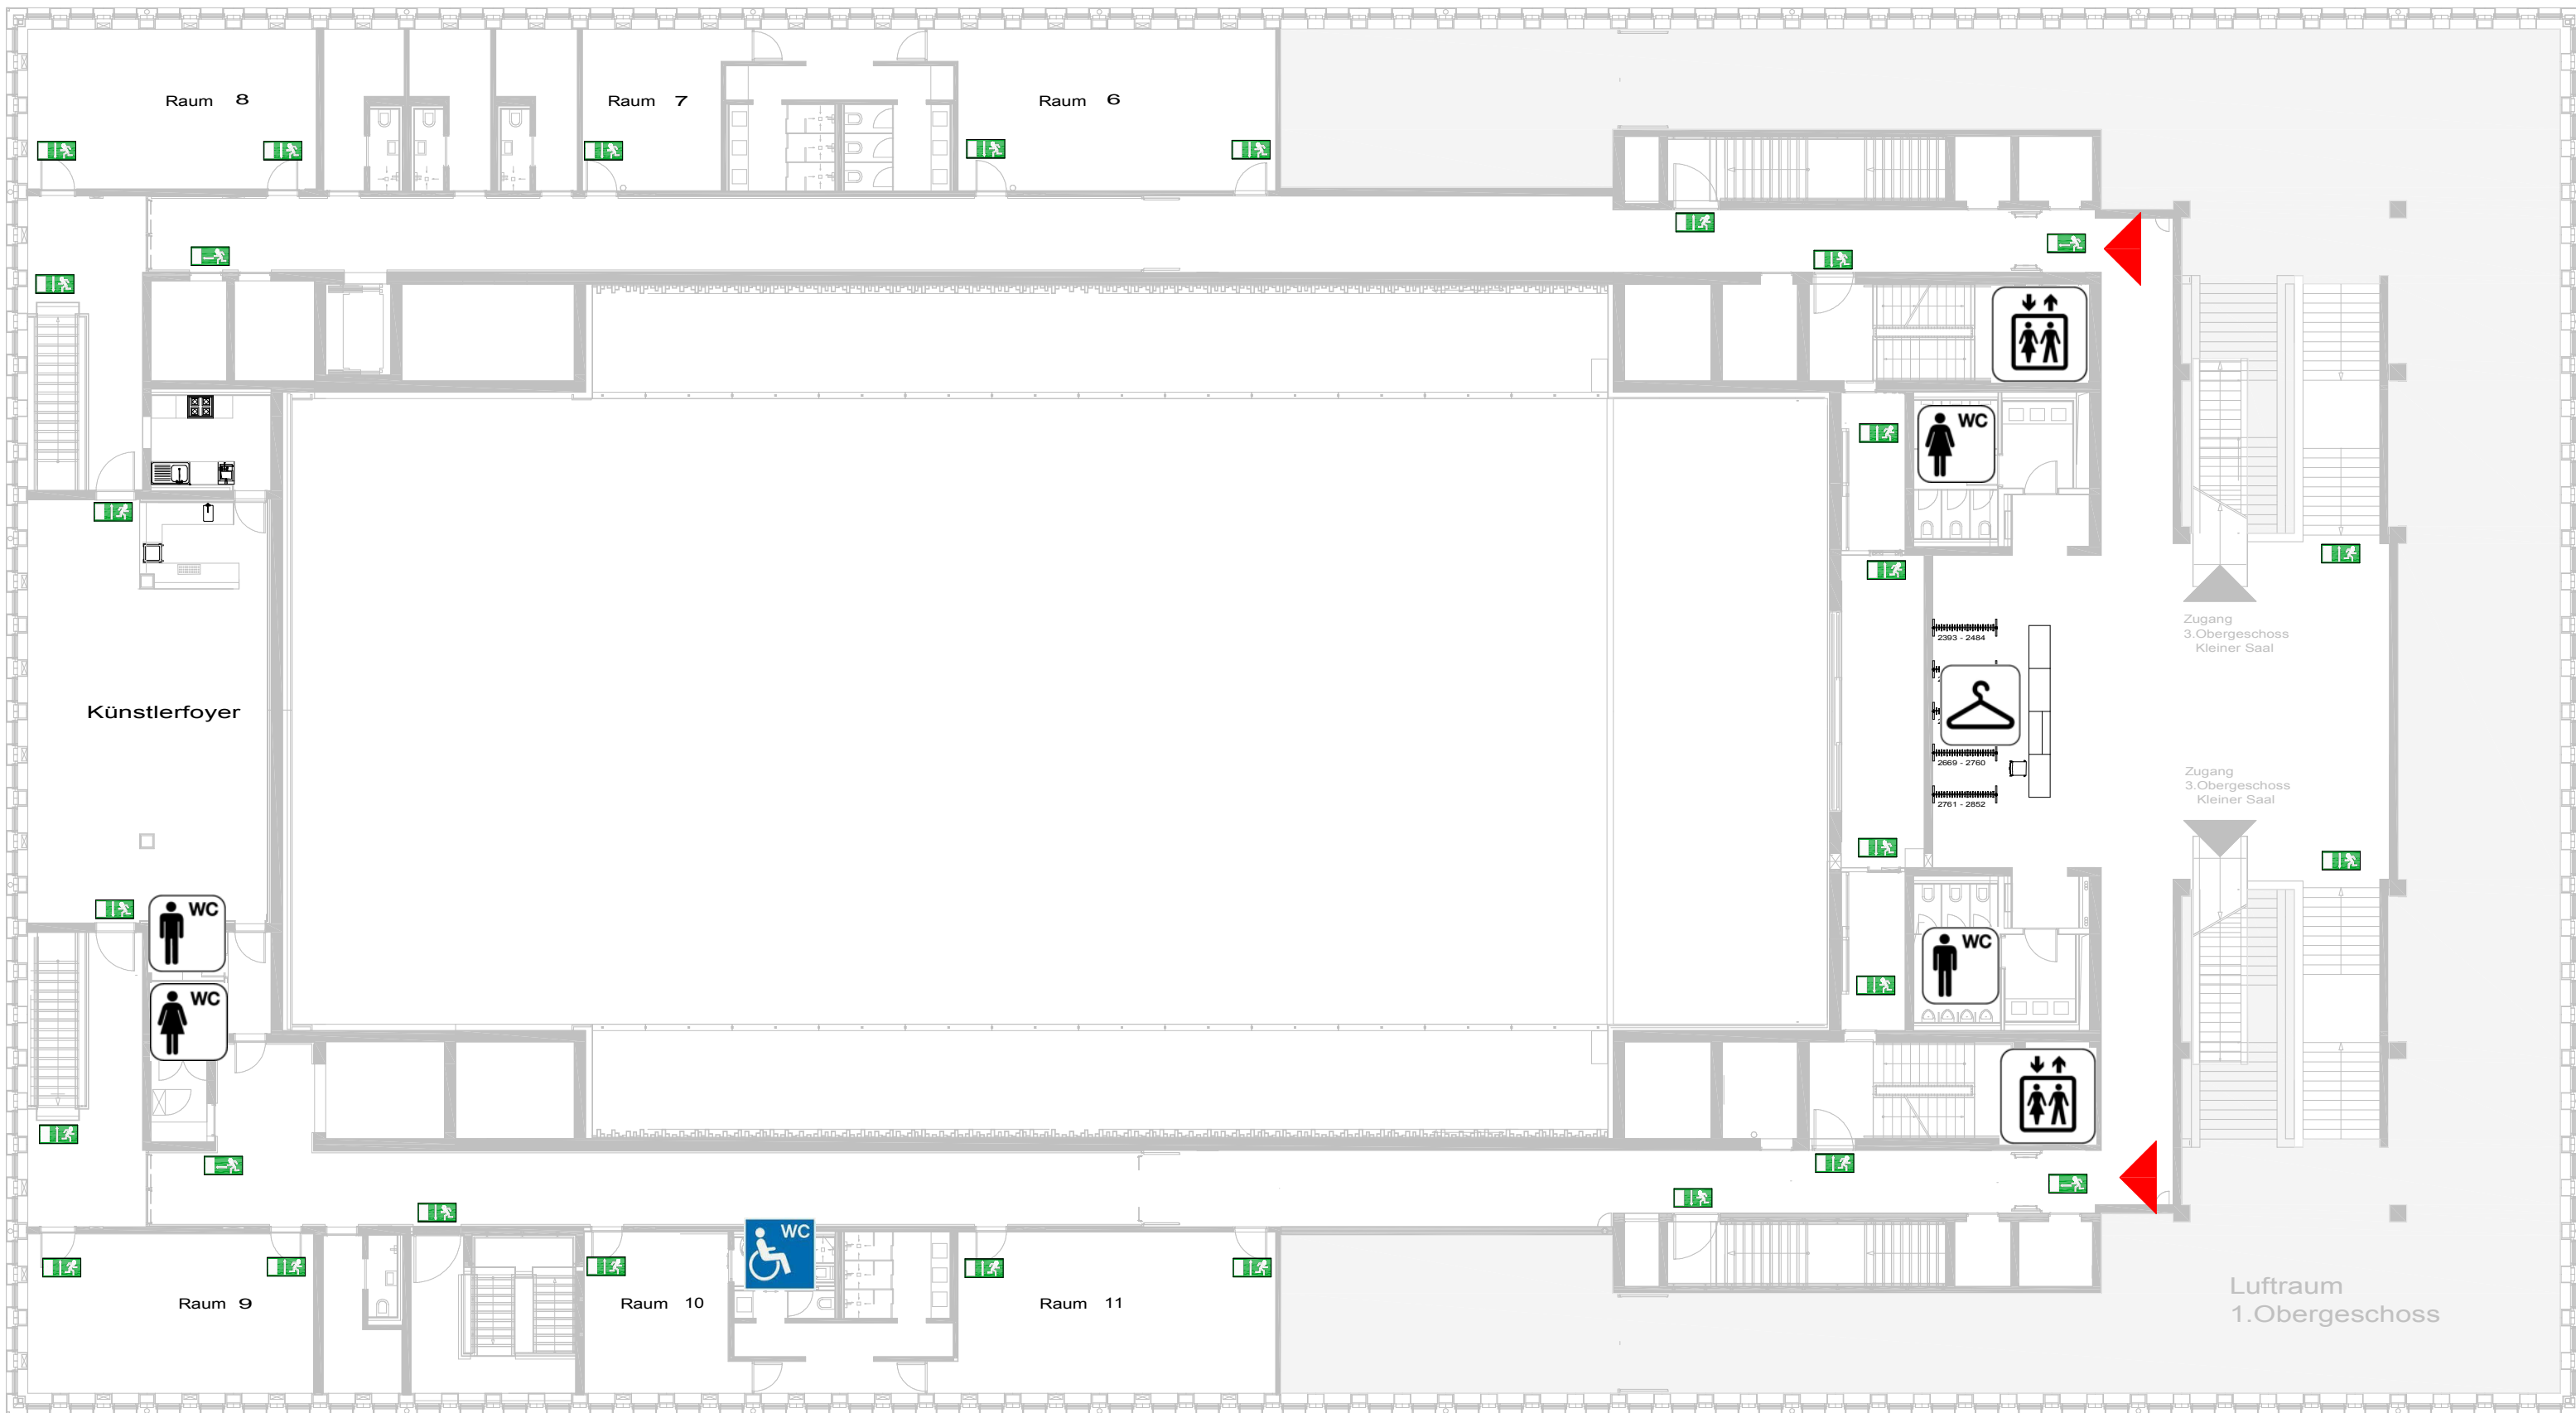 Raum 8
Raum 7
Raum 6
WC
2393 - 2484
Zugang
3.Obergeschoss
Kleiner Saal
Künstlerfoyer
2669 - 2760
Zugang
3.Obergeschoss
Kleiner Saal
2761 - 2852
WC
WC
WC
WC
Raum 9
Raum 10
Raum 11
Luftraum
1.Obergeschoss